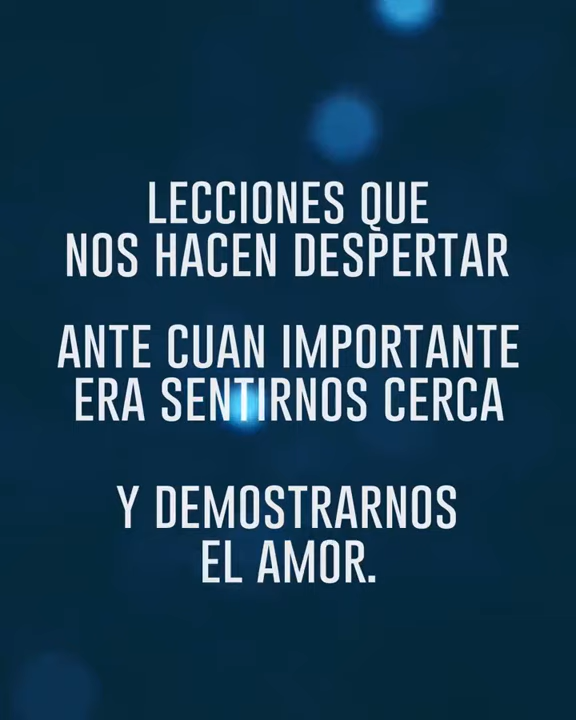 LECCIONES QUE
NOS HACEN DESPERTAR
ANTE CUAN IMPORTANTE
ERA SENTIRNOS CERCA
Y DEMOSTRARNOS
EL AMOR.